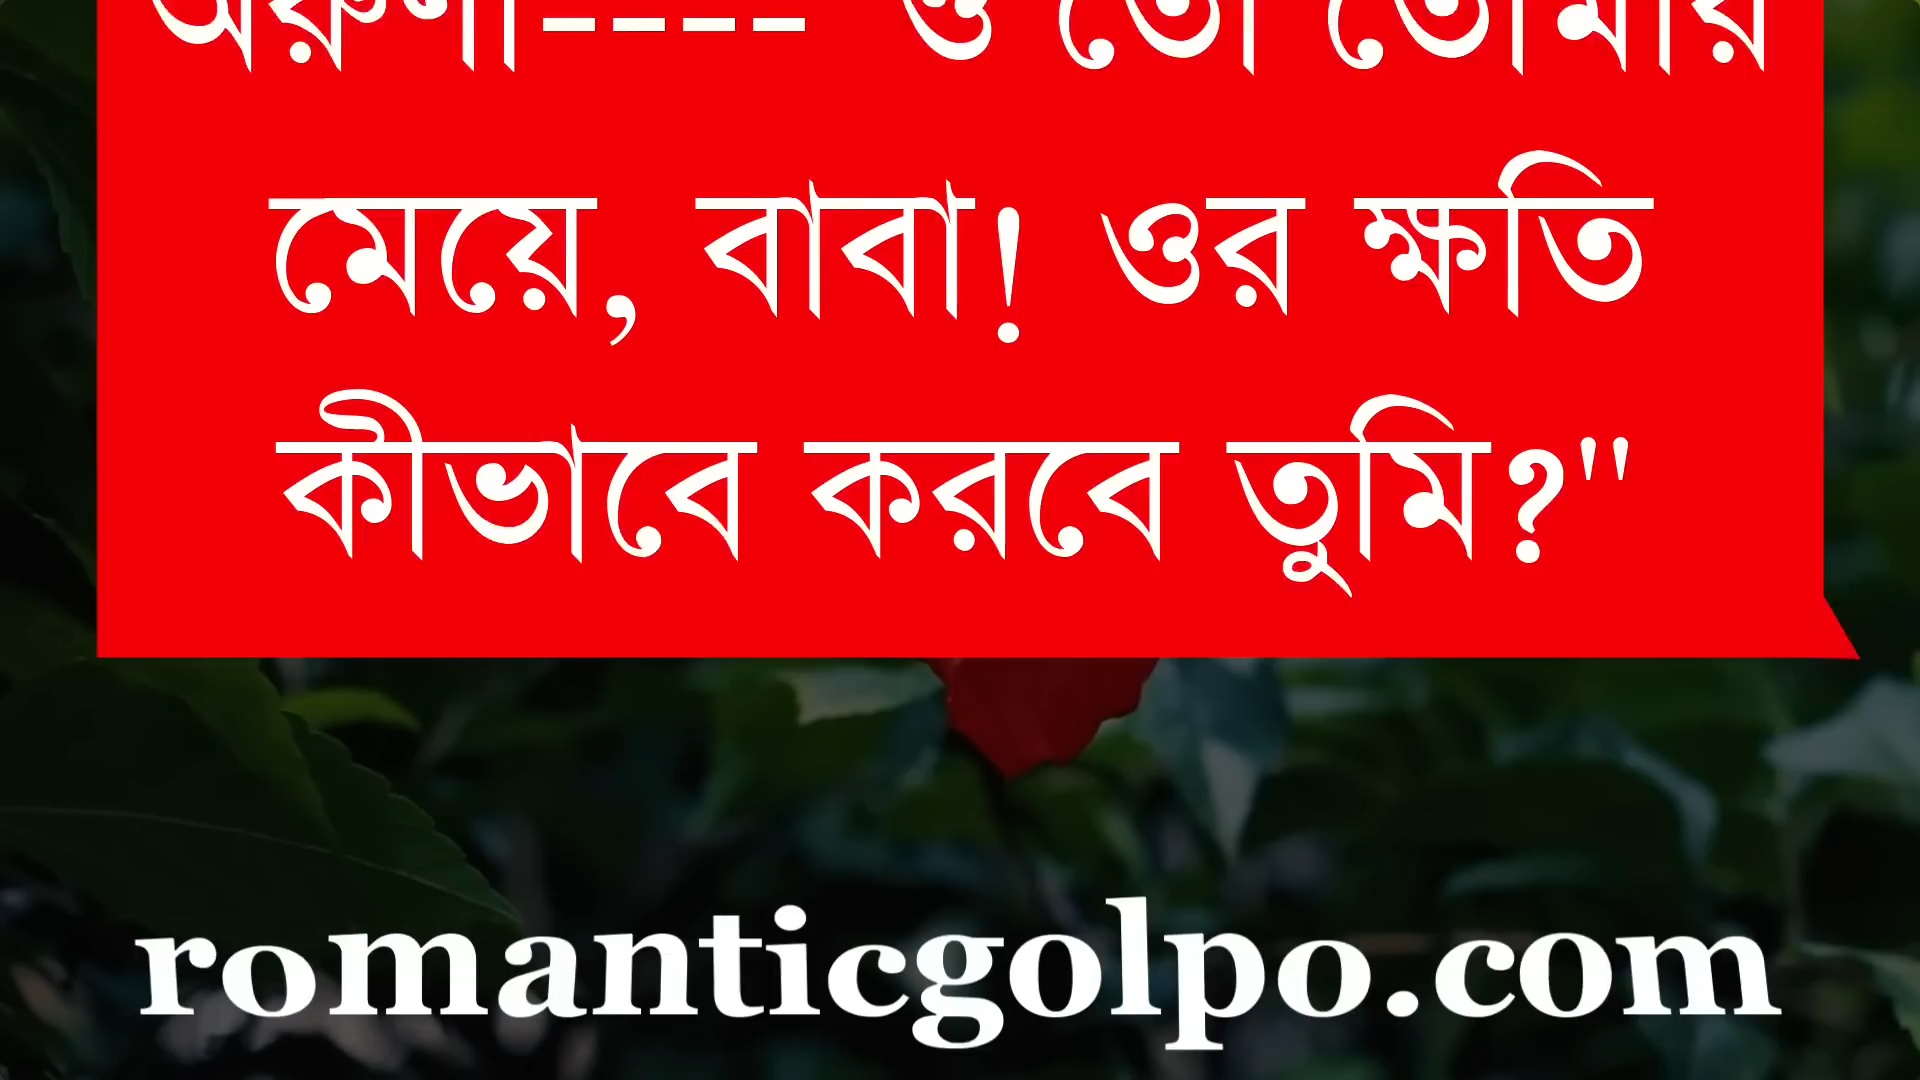 ও তো তোমার
মেয়ে, বাবা! ওর ক্ষতি
কীভাবে করবে তুমি?"
romanticgolpo.com